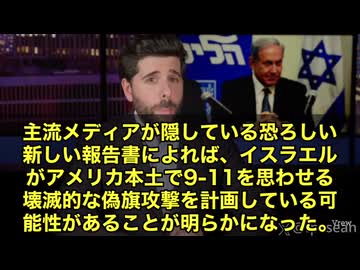 הליכוד
主流メディアが隠している恐ろしい
新しい報告書によれば、イスラエル
がアメリカ本土で9-11を思わせる
壊滅的な偽旗攻撃を計画している可
能性があることが明らかになった。
Vrew